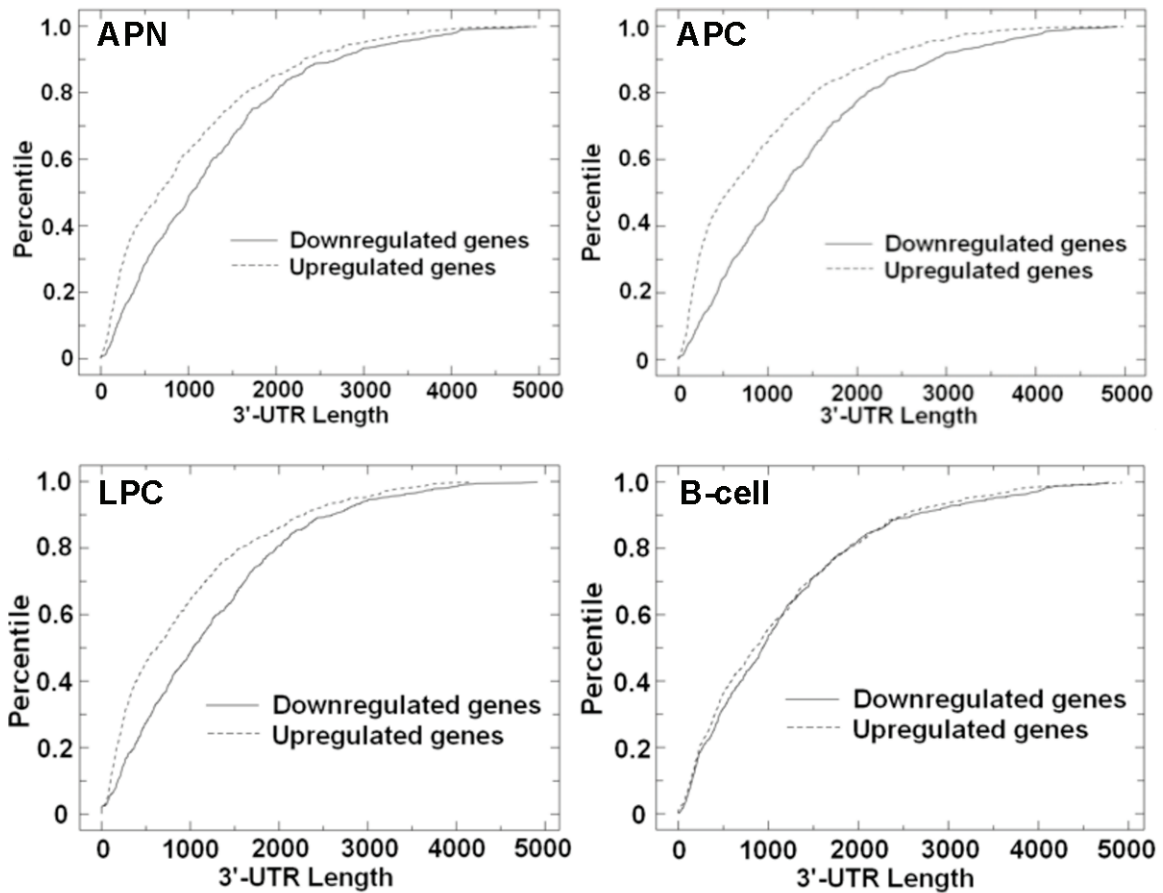 APN
1.0
0.8
0.6
0.4
0.2
0
Percentile
Downregulated genes
Upregulated genes
0 1000 2000 3000 4000 5000
3'-UTR Length
APC
1.0
0.8
0.6
0.4
0.2
0
Percentile
Downregulated genes
Upregulated genes
0 1000 2000 3000 4000 5000
3'-UTR Length
LPC
1.0
0.8
0.6
0.4
0.2
0
Percentile
Downregulated genes
Upregulated genes
0 1000 2000 3000 4000 5000
3'-UTR Length
B-cell
1.0
0.8
0.6
0.4
0.2
0
Percentile
Downregulated genes
Upregulated genes
0 1000 2000 3000 4000 5000
3'-UTR Length